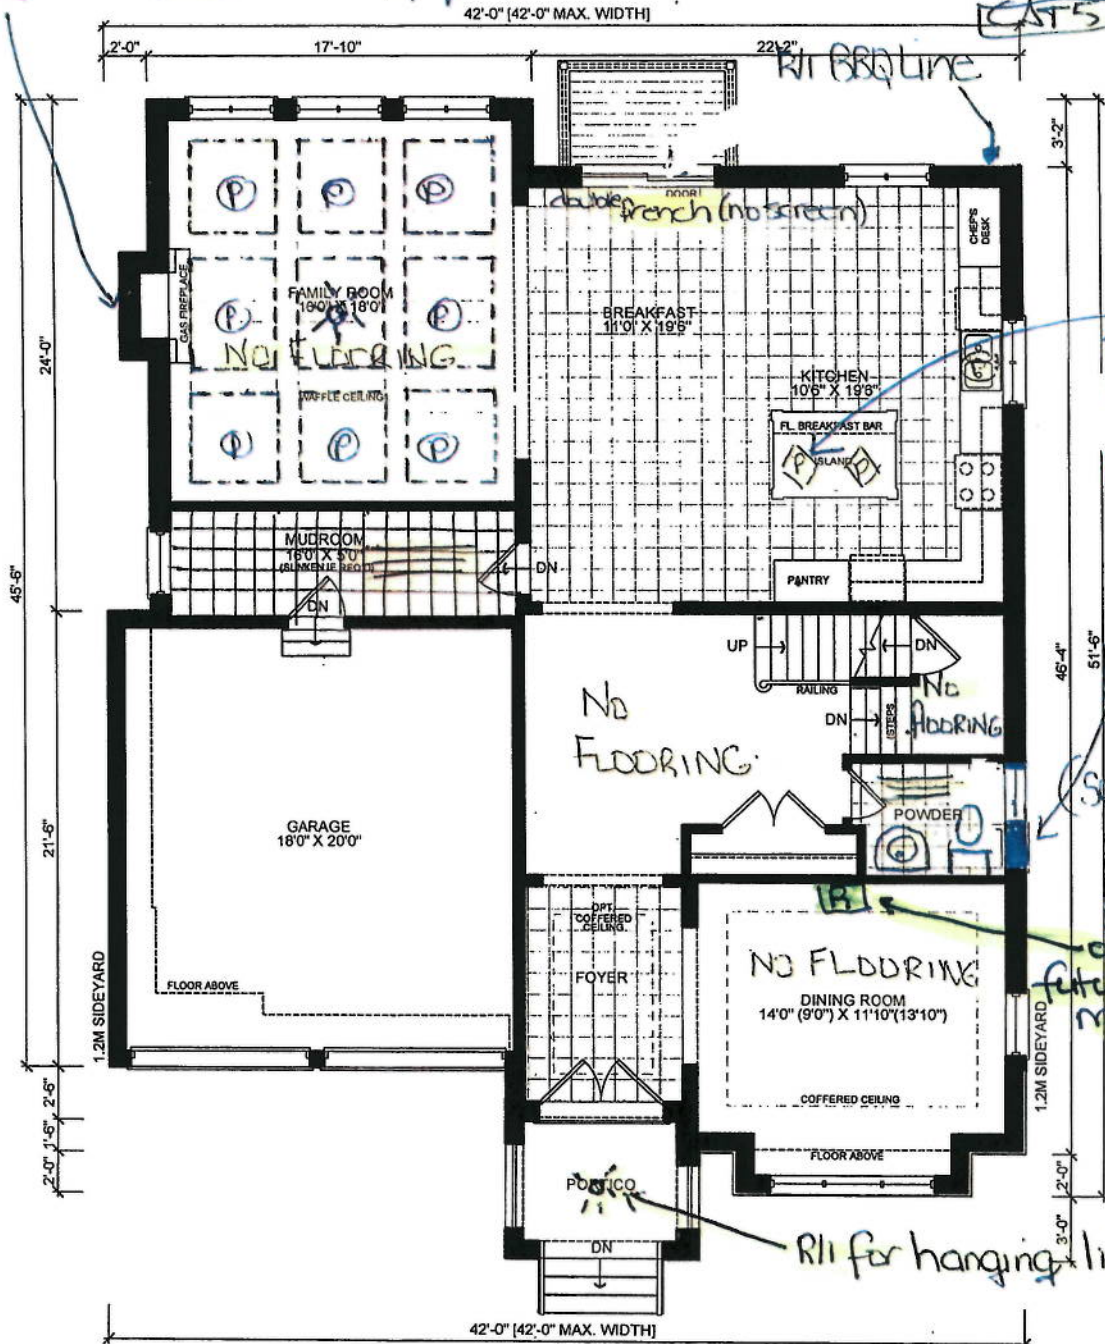 42'-0" [42'-0" MAX. WIDTH]
CAT5
2'-0"
17'-10"
22'-2"
R/I BBQ Line
3'-2"
DOOR
double french (no screen)
CHEF'S
DESK
P P P
GAS FIREPLACE
FAMILY ROOM
16'0" X 18'0"
P P
NO FLOORING
BREAKFAST
11'0" X 19'6"
KITCHEN
10'6" X 19'6"
24'-0"
WAFFLE CEILING
FL. BREAKFAST BAR
ISLAND
P P
P P P
MUDROOM
16'0" X 5'0"
(SUNKEN IF REQ'D)
DN
PANTRY
45'-6"
DN
UP
DN
RAILING
46'-4"
51'-6"
No
FLOORING
DN
STEPS
No
FLOORING
POWDER
GARAGE
18'0" X 20'0"
21'-6"
R
OPT.
COFFERED
CEILING
FOYER
NO FLOORING
DINING ROOM
14'0" (9'0") X 11'10"(13'10")
1.2M SIDEYARD
FLOOR ABOVE
1.2M SIDEYARD
COFFERED CEILING
2'-6"
1'-6"
2'-0"
FLOOR ABOVE
2'-0"
PORTICO
3'-0"
DN
R/I for hanging
42'-0" [42'-0" MAX. WIDTH]